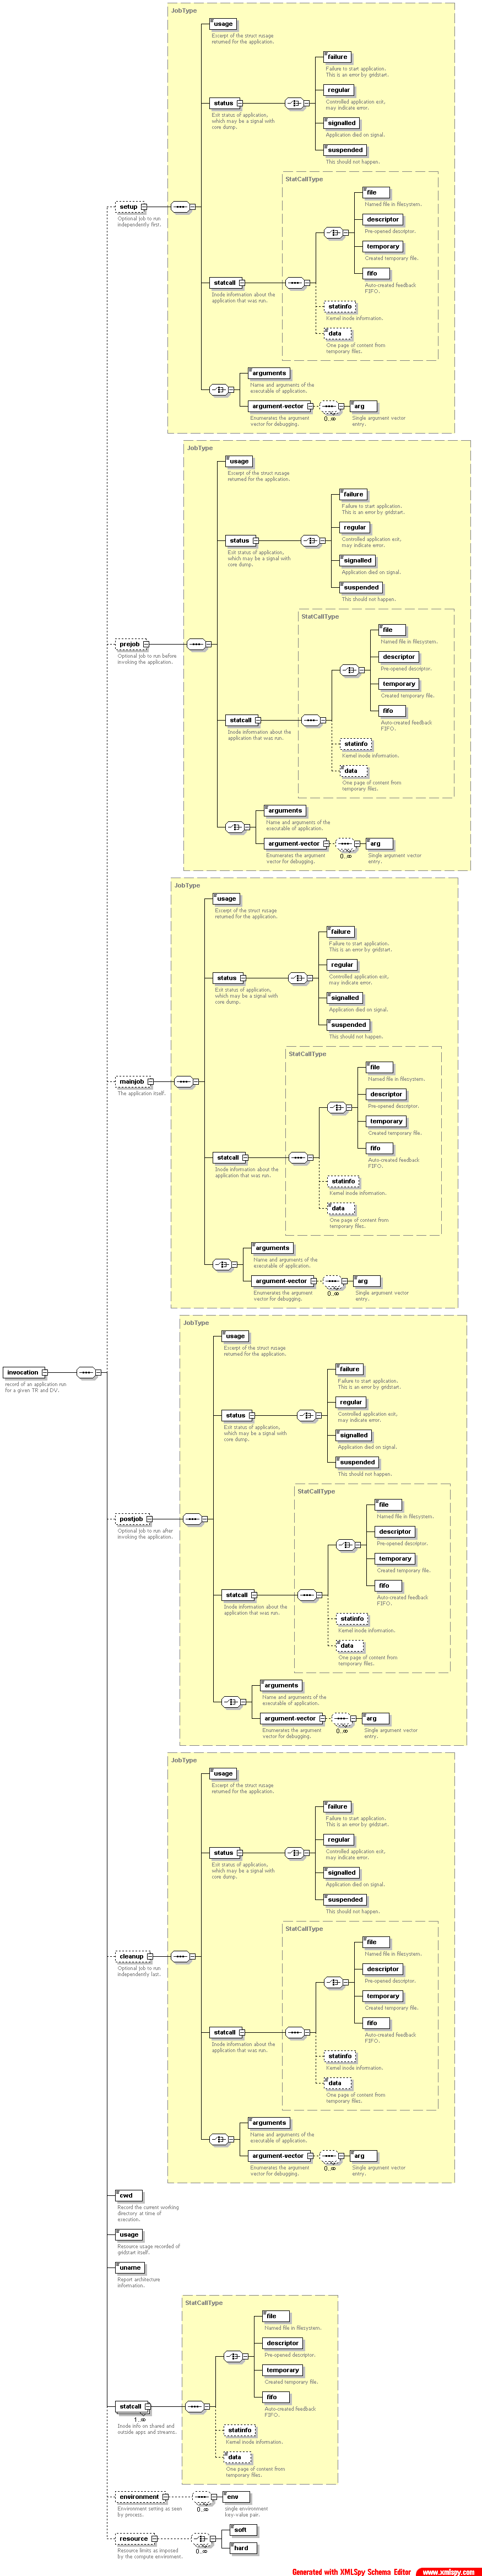 JobType
usage
Excerpt of the struct rusage
returned for the application.
failure
Failure to start application.
This is an error by gridstart.
regular
Controlled application exit,
may indicate error.
status
Exit status of application,
which may be a signal with
core dump.
signalled
Application died on signal.
suspended
This should not happen.
StatCallType
file
Named file in filesystem.
setup
Optional job to run
independently first.
descriptor
Pre-opened descriptor.
temporary
Created temporary file.
fifo
Auto-created feedback
FIFO.
statcall
Inode information about the
application that was run.
statinfo
Kernel inode information.
data
One page of content from
temporary files.
arguments
Name and arguments of the
executable of application.
argument-vector
Enumerates the argument
vector for debugging.
0..∞
arg
Single argument vector
entry.
JobType
usage
Excerpt of the struct rusage
returned for the application.
failure
Failure to start application.
This is an error by gridstart.
regular
Controlled application exit,
may indicate error.
status
Exit status of application,
which may be a signal with
core dump.
signalled
Application died on signal.
suspended
This should not happen.
StatCallType
file
Named file in filesystem.
prejob
Optional job to run before
invoking the application.
descriptor
Pre-opened descriptor.
temporary
Created temporary file.
fifo
Auto-created feedback
FIFO.
statcall
Inode information about the
application that was run.
statinfo
Kernel inode information.
data
One page of content from
temporary files.
arguments
Name and arguments of the
executable of application.
argument-vector
Enumerates the argument
vector for debugging.
0..∞
arg
Single argument vector
entry.
JobType
usage
Excerpt of the struct rusage
returned for the application.
failure
Failure to start application.
This is an error by gridstart.
regular
Controlled application exit,
may indicate error.
status
Exit status of application,
which may be a signal with
core dump.
signalled
Application died on signal.
suspended
This should not happen.
StatCallType
file
Named file in filesystem.
mainjob
The application itself.
descriptor
Pre-opened descriptor.
temporary
Created temporary file.
fifo
Auto-created feedback
FIFO.
statcall
Inode information about the
application that was run.
statinfo
Kernel inode information.
data
One page of content from
temporary files.
arguments
Name and arguments of the
executable of application.
argument-vector
Enumerates the argument
vector for debugging.
0..∞
arg
Single argument vector
entry.
invocation
record of an application run
for a given TR and DV.
JobType
usage
Excerpt of the struct rusage
returned for the application.
failure
Failure to start application.
This is an error by gridstart.
regular
Controlled application exit,
may indicate error.
status
Exit status of application,
which may be a signal with
core dump.
signalled
Application died on signal.
suspended
This should not happen.
StatCallType
file
Named file in filesystem.
postjob
Optional job to run after
invoking the application.
descriptor
Pre-opened descriptor.
temporary
Created temporary file.
fifo
Auto-created feedback
FIFO.
statcall
Inode information about the
application that was run.
statinfo
Kernel inode information.
data
One page of content from
temporary files.
arguments
Name and arguments of the
executable of application.
argument-vector
Enumerates the argument
vector for debugging.
0..∞
arg
Single argument vector
entry.
JobType
usage
Excerpt of the struct rusage
returned for the application.
failure
Failure to start application.
This is an error by gridstart.
regular
Controlled application exit,
may indicate error.
status
Exit status of application,
which may be a signal with
core dump.
signalled
Application died on signal.
suspended
This should not happen.
StatCallType
file
Named file in filesystem.
cleanup
Optional job to run
independently last.
descriptor
Pre-opened descriptor.
temporary
Created temporary file.
fifo
Auto-created feedback
FIFO.
statcall
Inode information about the
application that was run.
statinfo
Kernel inode information.
data
One page of content from
temporary files.
arguments
Name and arguments of the
executable of application.
argument-vector
Enumerates the argument
vector for debugging.
0..∞
arg
Single argument vector
entry.
cwd
Record the current working
directory at time of
execution.
usage
Resource usage recorded of
gridstart itself.
uname
Report architecture
information.
StatCallType
file
Named file in filesystem.
descriptor
Pre-opened descriptor.
temporary
Created temporary file.
fifo
Auto-created feedback
FIFO.
statcall
1..∞
Inode info on shared and
outside apps and streams.
statinfo
Kernel inode information.
data
One page of content from
temporary files.
environment
Environment setting as seen
by process.
0..∞
env
single environment
key-value pair.
resource
Resource limits as imposed
by the compute enviroment.
0..∞
soft
hard
Generated with XMLSpy Schema Editor www.xmlspy.com